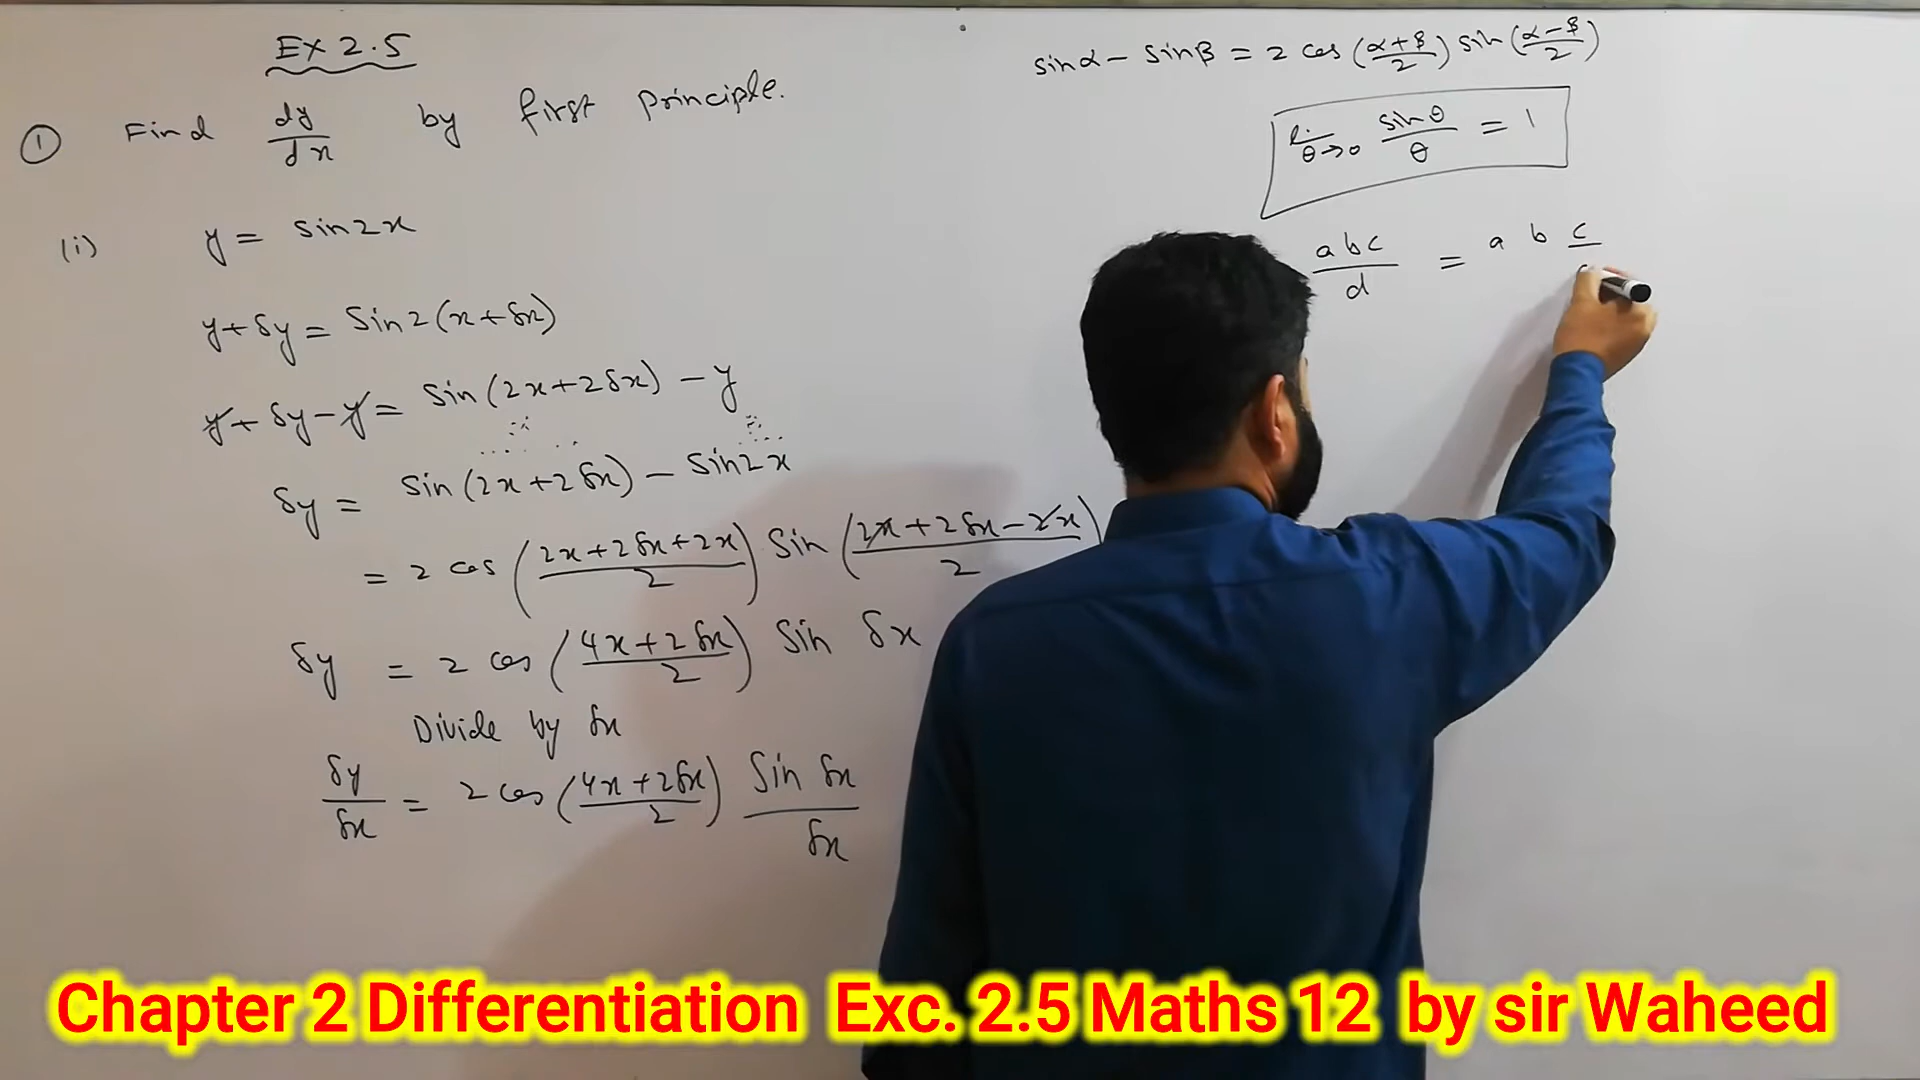 Ex 2.5
① Find dy/dx by first principle.
(i) y = sin2x
y+δy = Sin2(x+δx)
y+δy-y = Sin(2x+2δx) - y
δy = Sin(2x+2δx) - Sin2x
= 2 cos ((2x+2δx+2x)/2) Sin ((2x+2δx-2x)/2)
δy = 2 cos ((4x+2δx)/2) Sin δx
Divide by δx
δy/δx = 2 cos ((4x+2δx)/2) Sin δx/δx
sinα - sinβ = 2 cos ((α+β)/2) sin ((α-β)/2)
θ→0 sinθ/θ = 1
abc/d = a b c/
Chapter 2 Differentiation Exc. 2.5 Maths 12 by sir Waheed